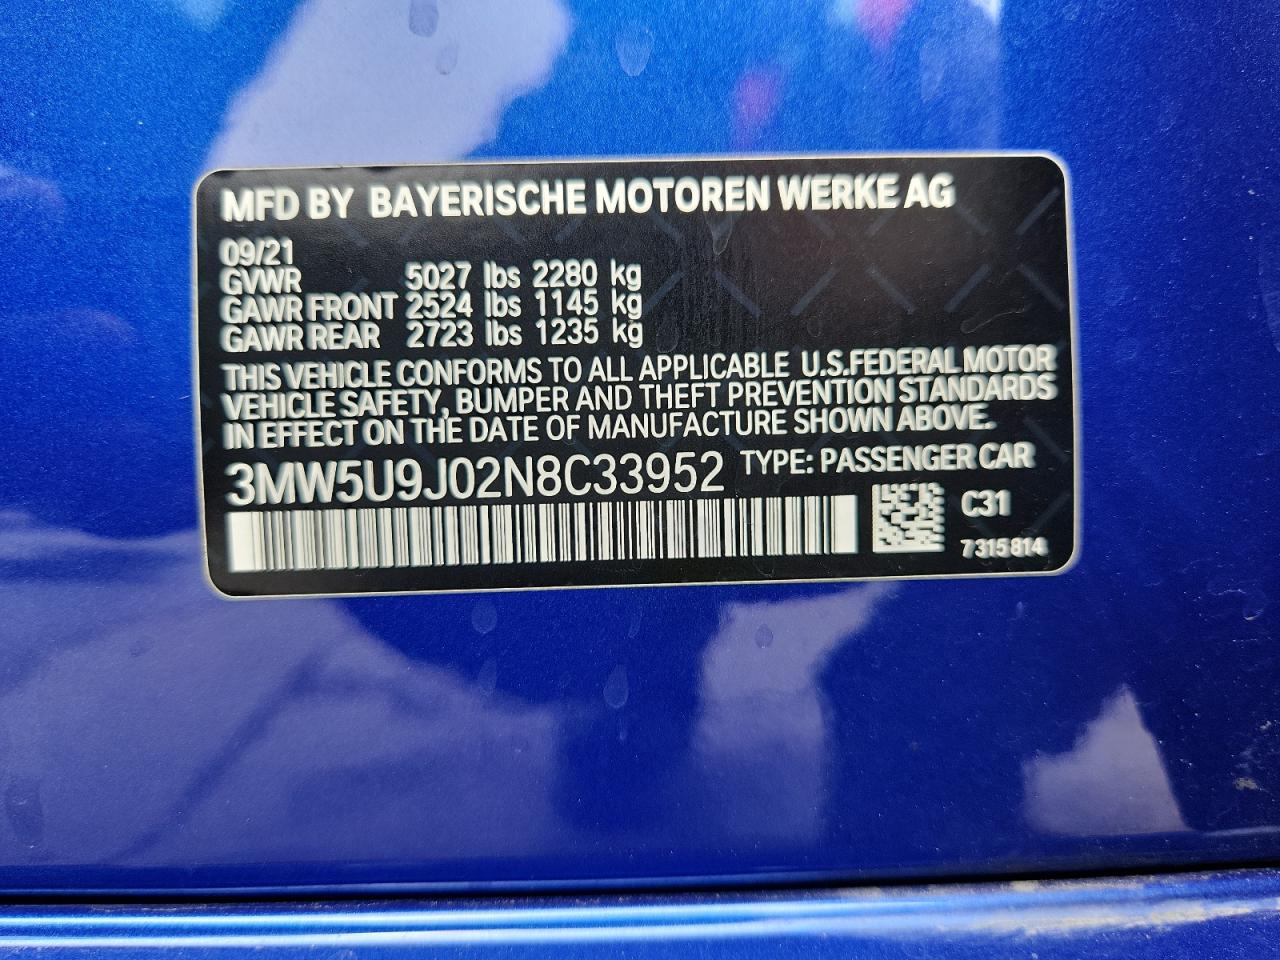 MFD BY BAYERISCHE MOTOREN WERKE AG
09/21
GVWR 5027 lbs 2280 kg
GAWR FRONT 2524 lbs 1145 kg
GAWR REAR 2723 lbs 1235 kg
THIS VEHICLE CONFORMS TO ALL APPLICABLE U.S.FEDERAL MOTOR
VEHICLE SAFETY, BUMPER AND THEFT PREVENTION STANDARDS
IN EFFECT ON THE DATE OF MANUFACTURE SHOWN ABOVE.
3MW5U9J02N8C33952 TYPE: PASSENGER CAR
C31
7 315 814